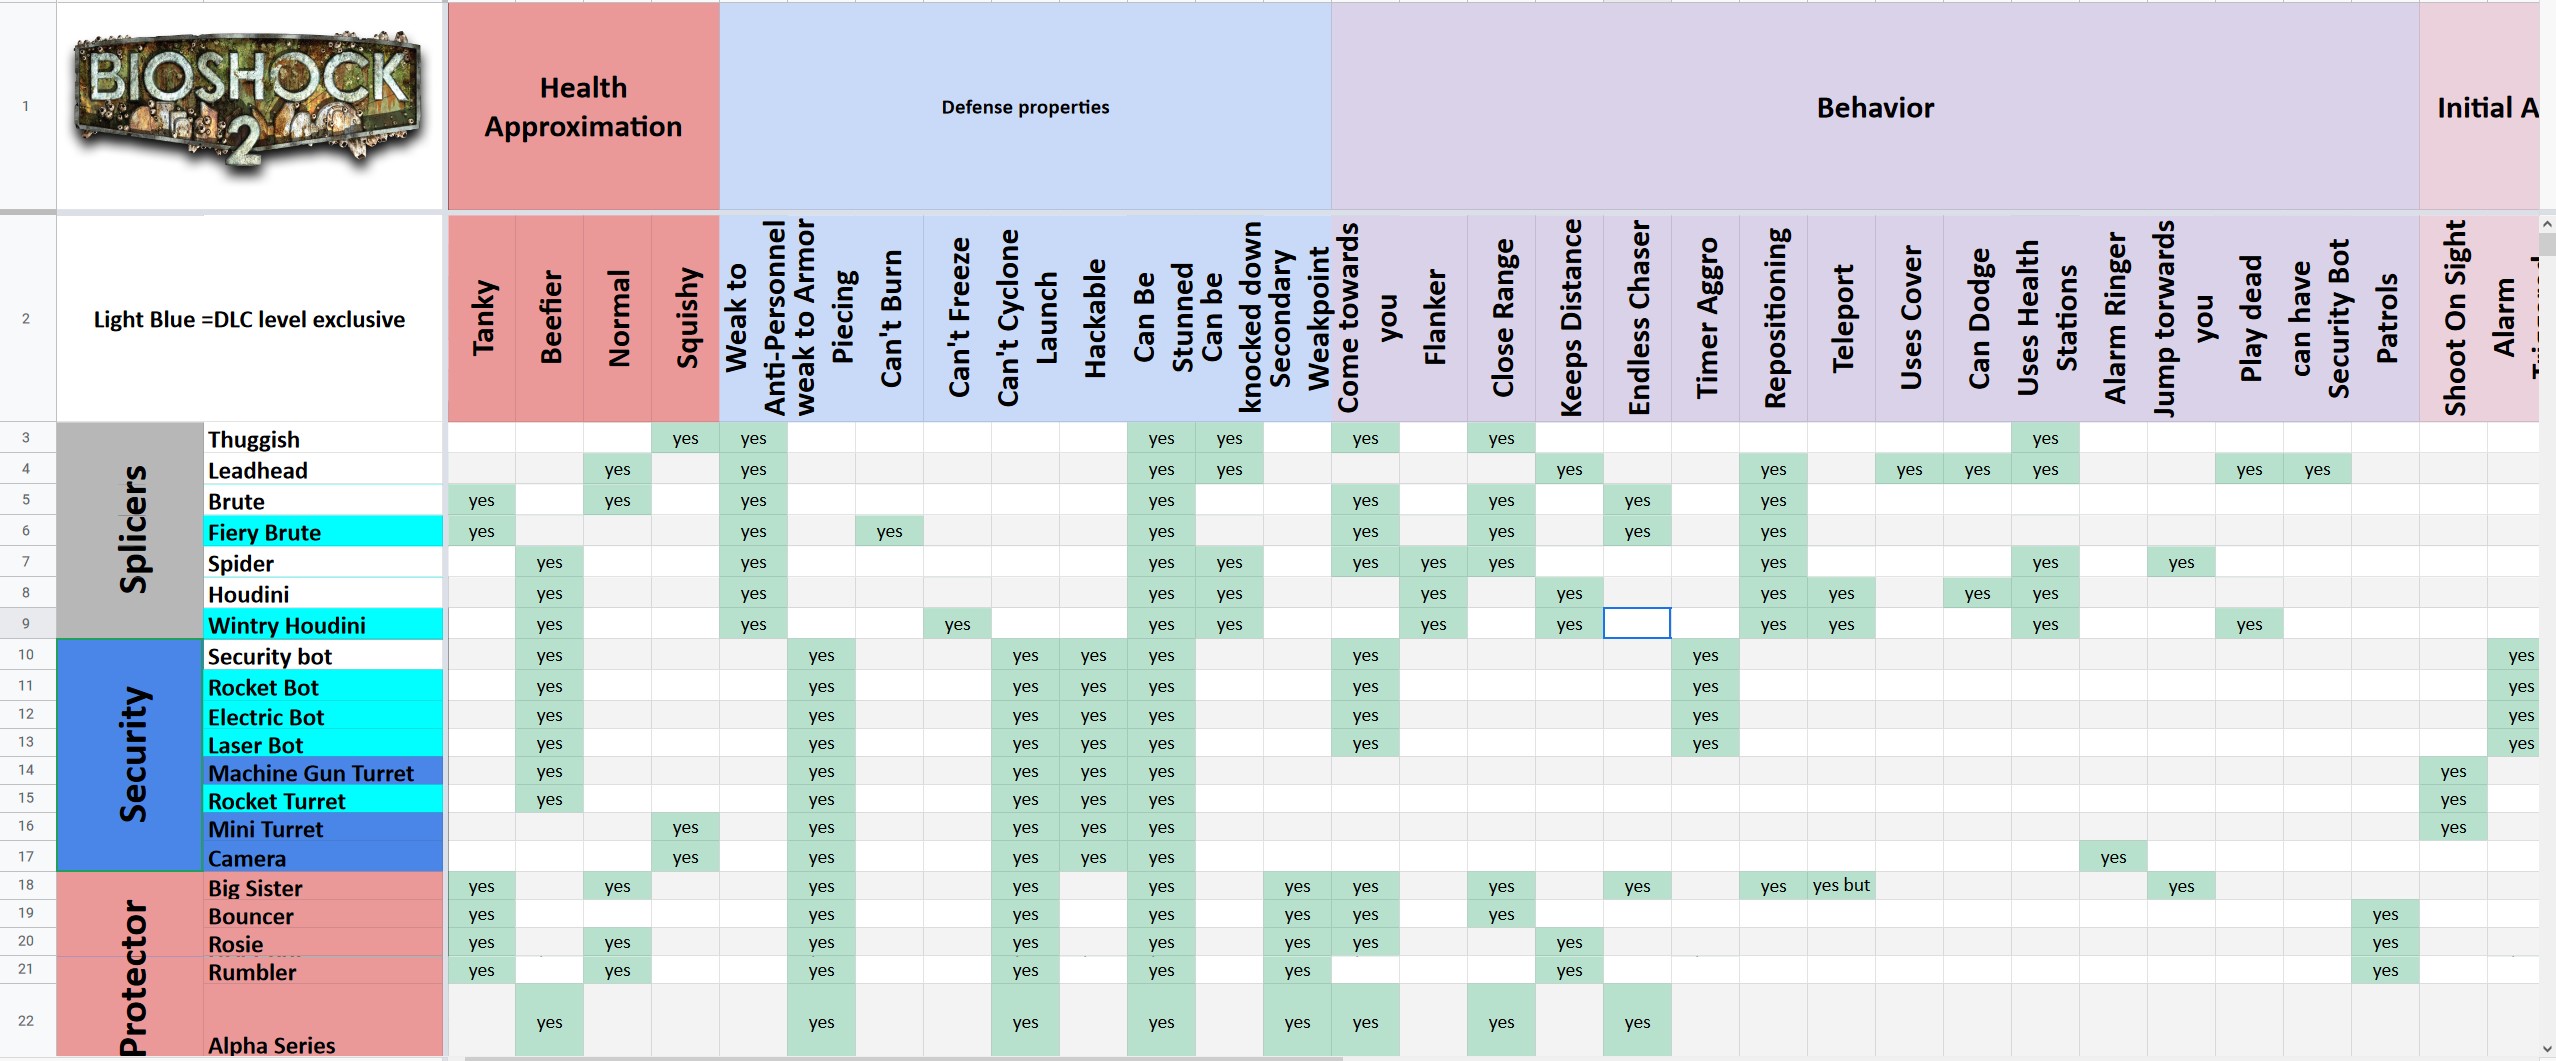 BIOSHOCK
2
Health
Approximation
Defense properties
Behavior
Initial A
1
2
Light Blue =DLC level exclusive
Tanky
Beefier
Normal
Squishy
Weak to
Anti-Personnel
weak to Armor
Piecing
Can't Burn
Can't Freeze
Can't Cyclone
Launch
Hackable
Can Be
Stunned
Can be
knocked down
Secondary
Weakpoint
Come towards
you
Flanker
Close Range
Keeps Distance
Endless Chaser
Timer Aggro
Repositioning
Teleport
Uses Cover
Can Dodge
Uses Health
Stations
Alarm Ringer
Jump torwards
you
Play dead
can have
Security Bot
Patrols
Shoot On Sight
Alarm
Splicers
3 Thuggish yes yes yes yes yes yes yes
4 Leadhead yes yes yes yes yes yes yes yes yes yes yes
5 Brute yes yes yes yes yes yes yes yes
6 Fiery Brute yes yes yes yes yes yes yes yes
7 Spider yes yes yes yes yes yes yes yes yes yes
8 Houdini yes yes yes yes yes yes yes yes yes yes
9 Wintry Houdini yes yes yes yes yes yes yes yes yes yes yes
Security
10 Security bot yes yes yes yes yes yes yes yes
11 Rocket Bot yes yes yes yes yes yes yes yes
12 Electric Bot yes yes yes yes yes yes yes yes
13 Laser Bot yes yes yes yes yes yes yes yes
14 Machine Gun Turret yes yes yes yes yes yes
15 Rocket Turret yes yes yes yes yes yes
16 Mini Turret yes yes yes yes yes yes
17 Camera yes yes yes yes yes yes
Protector
18 Big Sister yes yes yes yes yes yes yes yes yes yes yes but yes
19 Bouncer yes yes yes yes yes yes yes yes
20 Rosie yes yes yes yes yes yes yes yes yes
21 Rumbler yes yes yes yes yes yes yes yes
22 Alpha Series yes yes yes yes yes yes yes yes